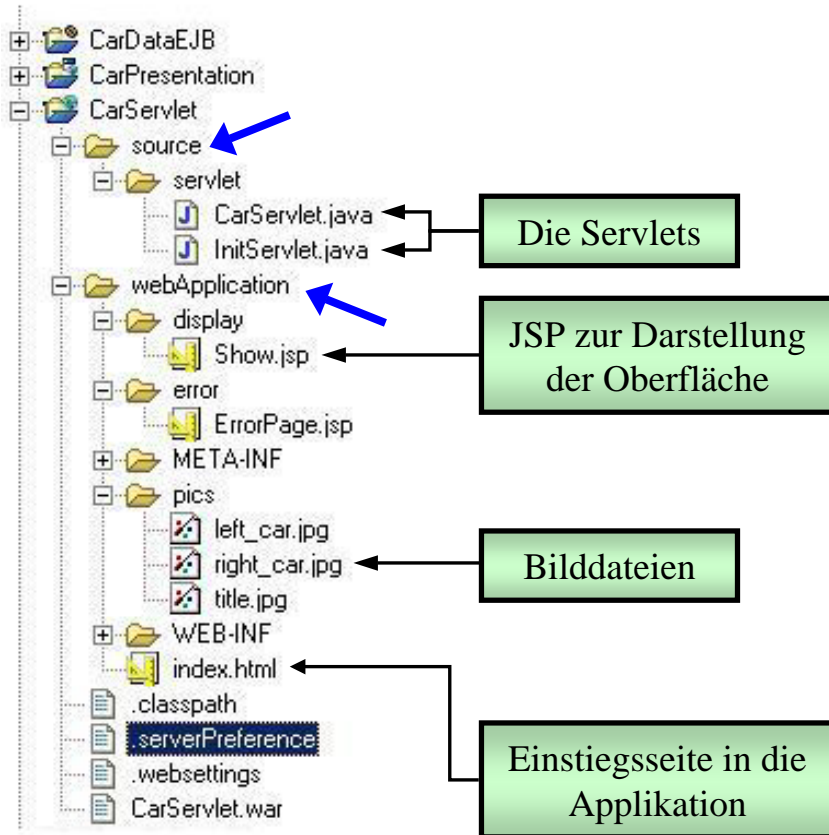 CarDataEJB
CarPresentation
CarServlet
source
servlet
CarServlet.java
InitServlet.java
Die Servlets
webApplication
display
Show.jsp
JSP zur Darstellung
der Oberfläche
error
ErrorPage.jsp
META-INF
pics
left_car.jpg
right_car.jpg
Bilddateien
title.jpg
WEB-INF
index.html
.classpath
.serverPreference
.websettings
CarServlet.war
Einstiegsseite in die
Applikation